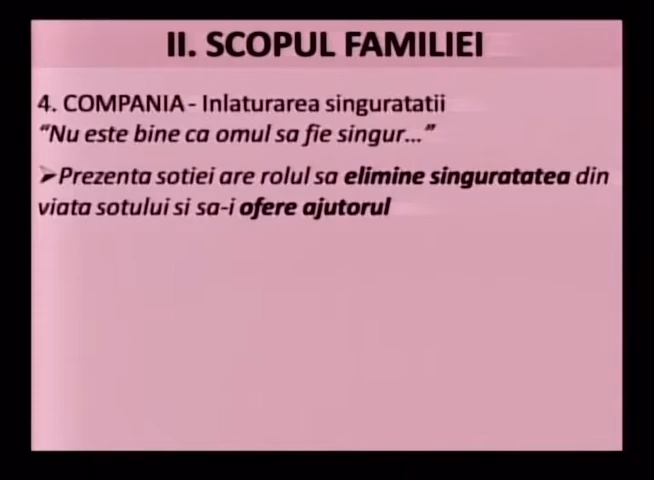 II. SCOPUL FAMILIEI
4. COMPANIA - Inlaturarea singuratatii
"Nu este bine ca omul sa fie singur..."
➢Prezenta sotiei are rolul sa elimine singuratatea din
viata sotului si sa-i ofere ajutorul